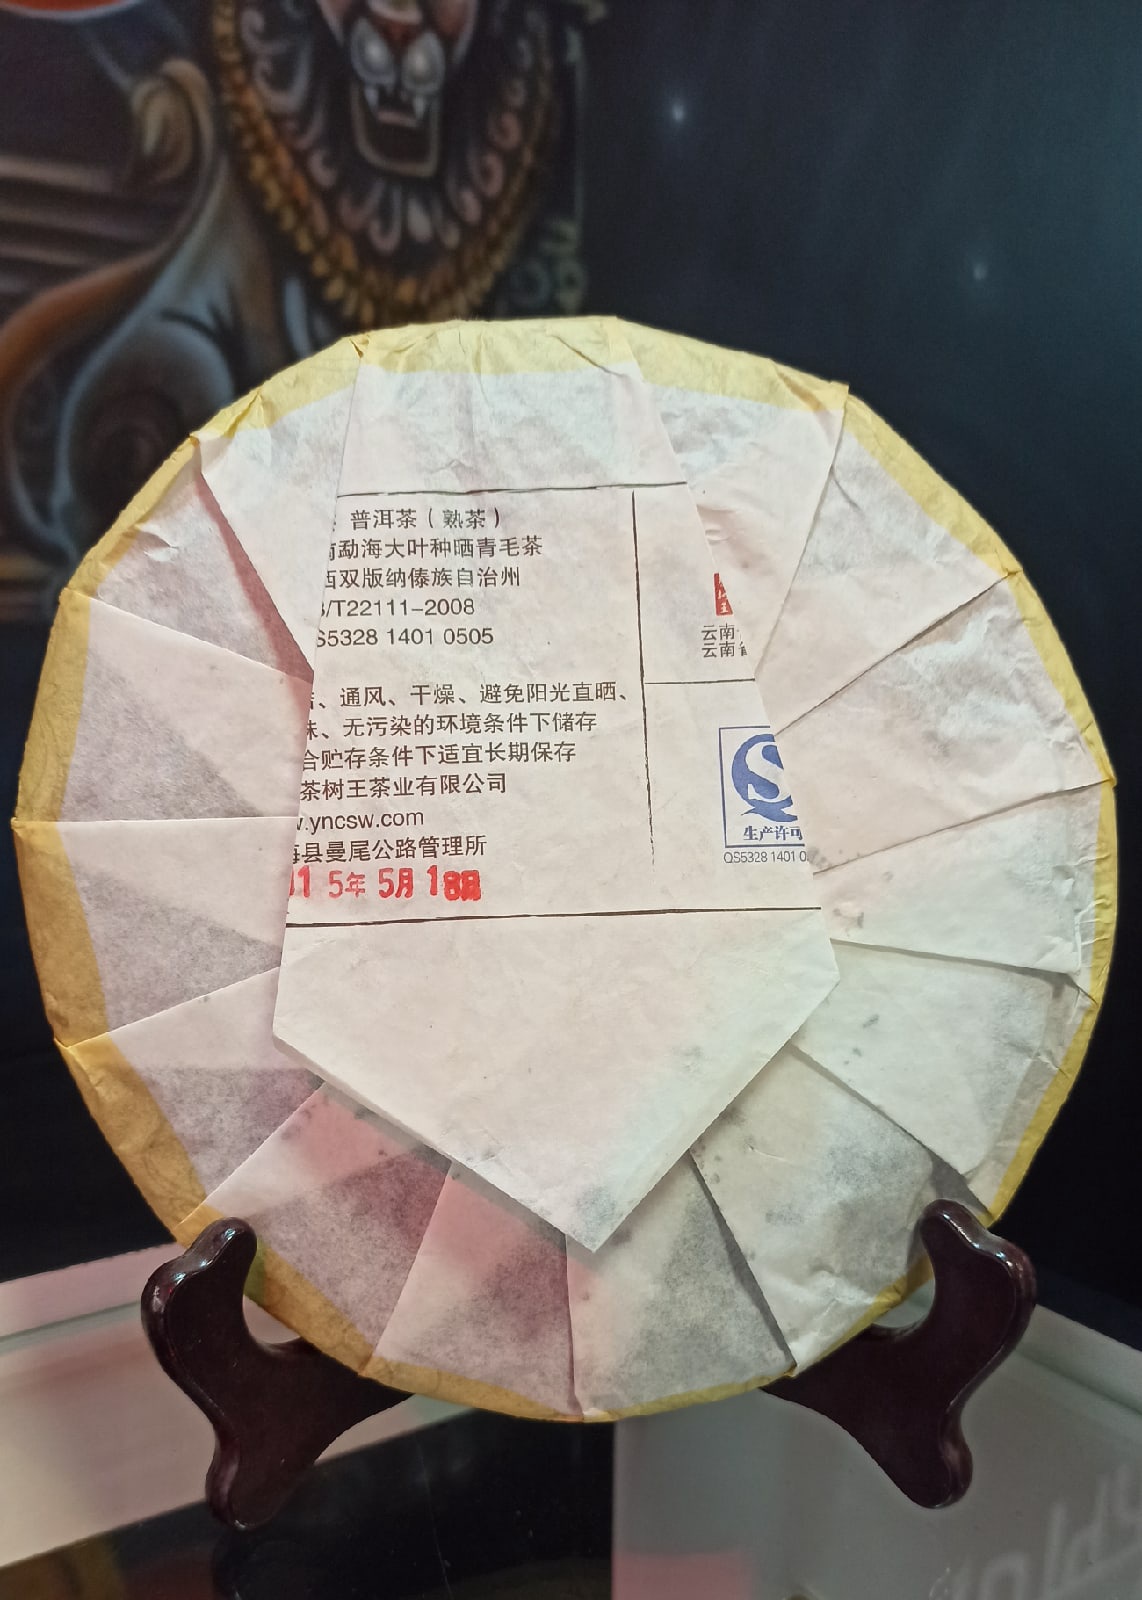 普洱茶（熟茶）
勐海大叶种晒青毛茶
西双版纳傣族自治州
/T22111-2008
S5328 1401 0505
、通风、干燥、避免阳光直晒、
、无污染的环境条件下储存
合贮存条件下适宜长期保存
茶树王茶业有限公司
.yncsw.com
海县曼尾公路管理所
1 5年 5月 18日
王
云南
云南省
生产许可
QS5328 1401 0